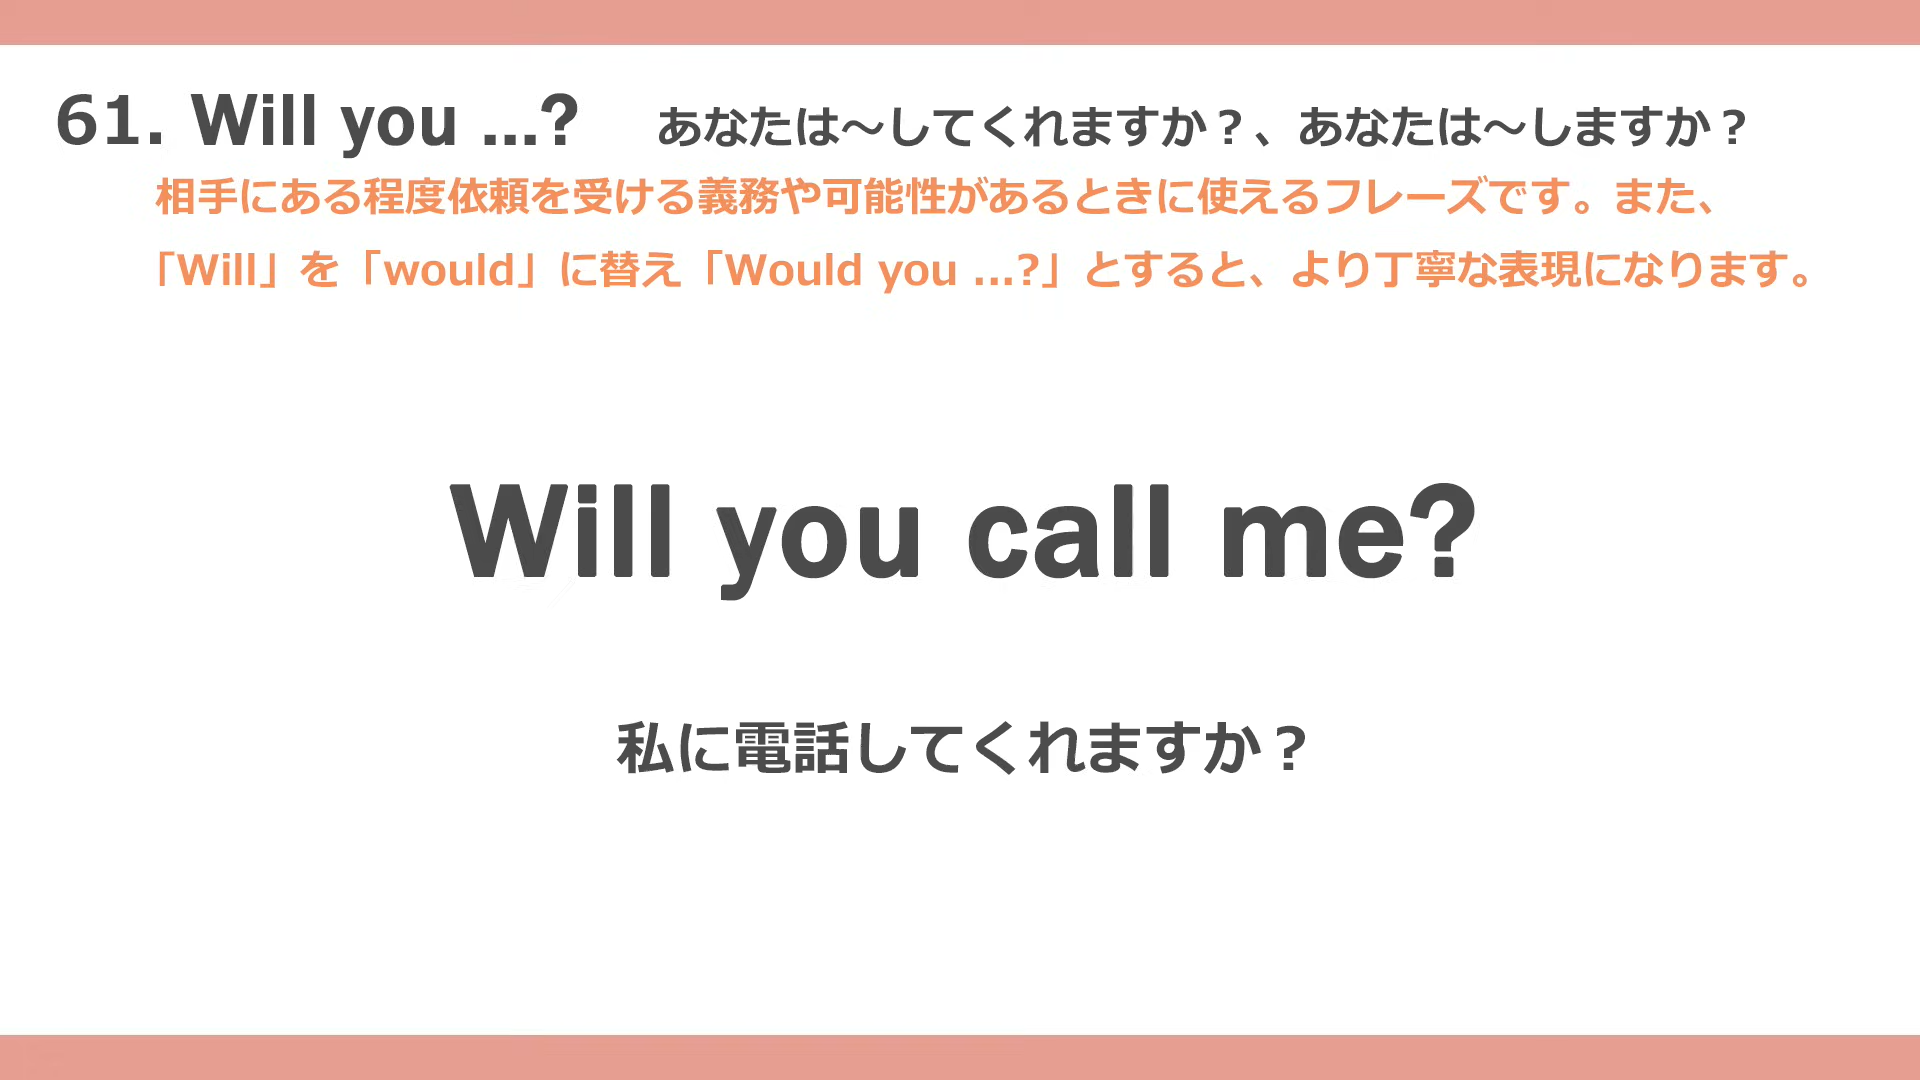 61. Will you ...? あなたは～してくれますか？、あなたは～しますか？
相手にある程度依頼を受ける義務や可能性があるときに使えるフレーズです。また、
「Will」を「would」に替え「Would you ...?」とすると、より丁寧な表現になります。
Will you call me?
私に電話してくれますか？